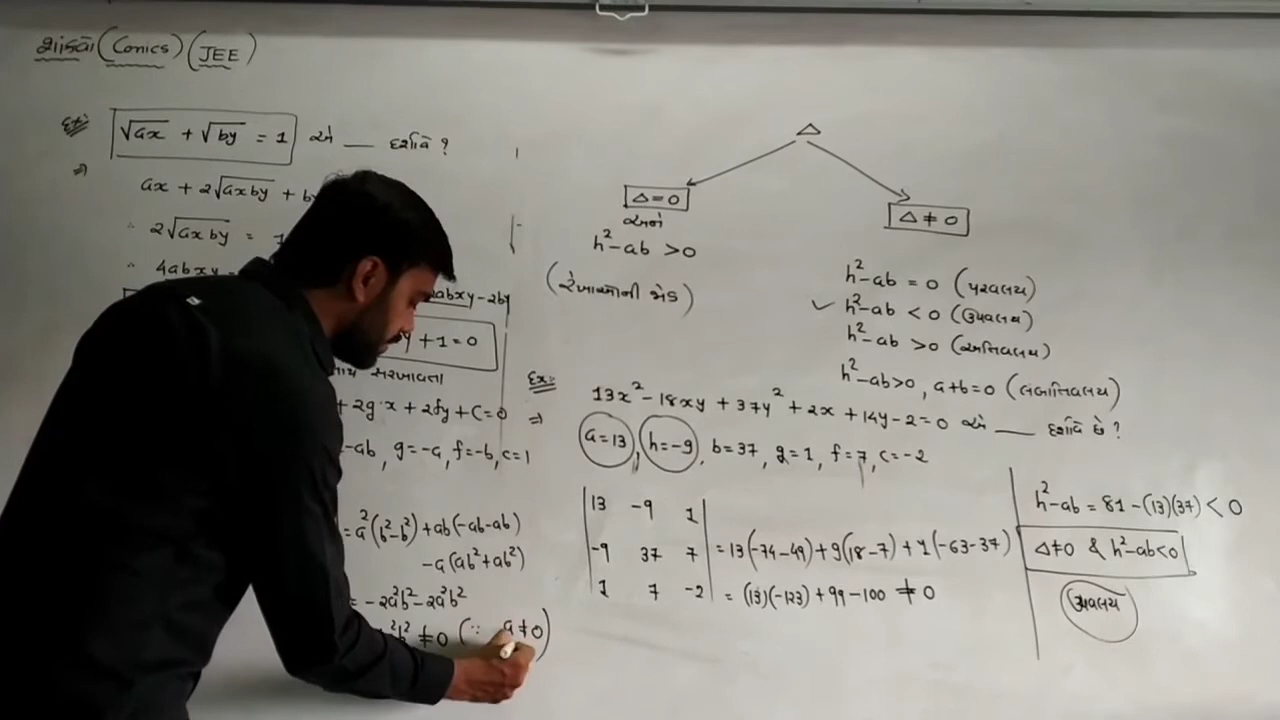 શાંકવો (Conics) (JEE)
Ex:
√ax + √by = 1 એ ___ દર્શાવે ?
⇒
ax + 2√axby + by
∴ 2√axby = 1
∴ 4abxy =
2abxy - 2by
y + 1 = 0
સાથે સરખાવતા
+ 2g·x + 2fy + c = 0
-ab, g = -a, f = -b, c = 1
= a²(b² - b²) + ab(-ab - ab)
- a(ab² + ab²)
= -2a²b² - 2a²b²
a²b² ≠ 0 (∵ a ≠ 0)
△
△ = 0
અને
h² - ab > 0
(રેખાઓની જોડ)
△ ≠ 0
h² - ab = 0 (પરવલય)
✓ h² - ab < 0 (ઉપવલય)
h² - ab > 0 (અતિવલય)
h² - ab > 0, a + b = 0 (લંબાતિવલય)
Ex:
13x² - 18xy + 37y² + 2x + 14y - 2 = 0 એ ___ દર્શાવે છે ?
⇒
a = 13, h = -9, b = 37, g = 1, f = 7, c = -2
| 13 -9 1 |
| -9 37 7 | = 13(-74 - 49) + 9(18 - 7) + 1(-63 - 37)
| 1 7 -2 | = (13)(-123) + 99 - 100 ≠ 0
h² - ab = 81 - (13)(37) < 0
△ ≠ 0 & h² - ab < 0
ઉપવલય